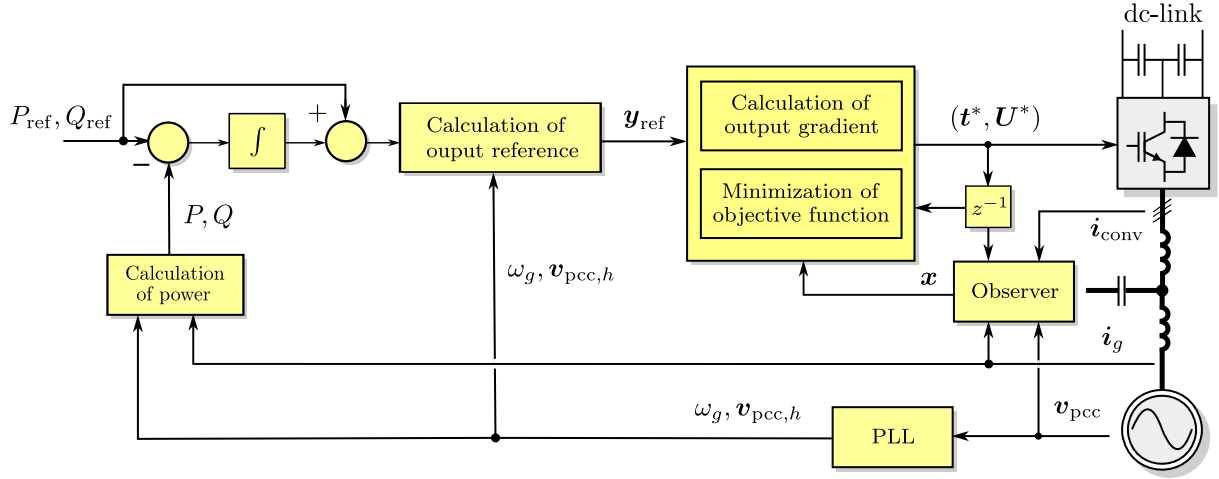 dc-link
P_ref, Q_ref
+
−
∫
Calculation of
ouput reference
y_ref
Calculation of
output gradient
Minimization of
objective function
(t*, U*)
z⁻¹
i_conv
P, Q
Calculation
of power
ω_g, v_pcc,h
x
Observer
i_g
ω_g, v_pcc,h
PLL
v_pcc